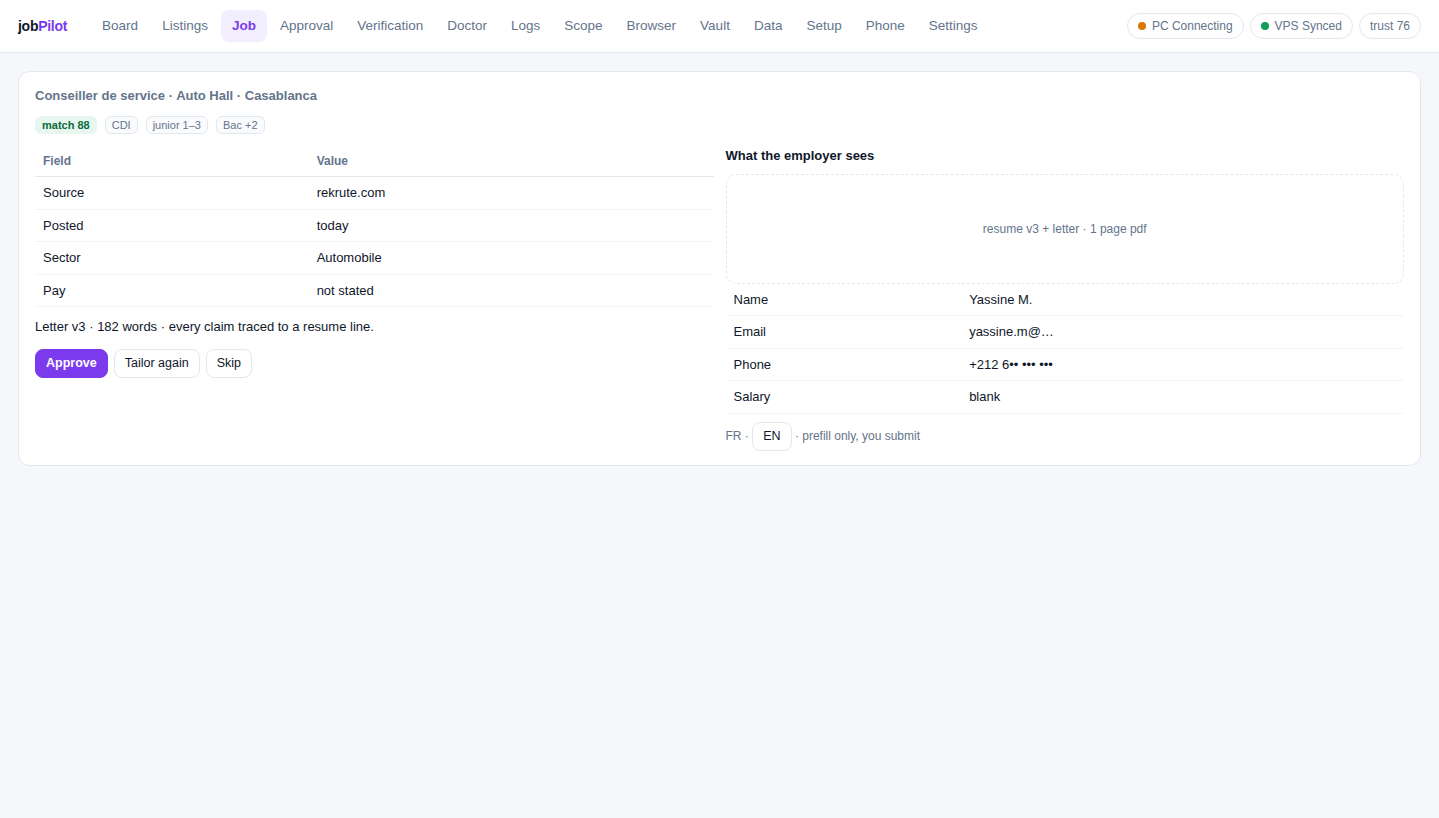 jobPilot Board Listings Job Approval Verification Doctor Logs Scope Browser Vault Data Setup Phone Settings PC Connecting VPS Synced trust 76
Conseiller de service · Auto Hall · Casablanca
match 88 CDI junior 1–3 Bac +2
Field Value
Source rekrute.com
Posted today
Sector Automobile
Pay not stated
Letter v3 · 182 words · every claim traced to a resume line.
Approve Tailor again Skip
What the employer sees
resume v3 + letter · 1 page pdf
Name Yassine M.
Email yassine.m@…
Phone +212 6•• ••• •••
Salary blank
FR · EN · prefill only, you submit